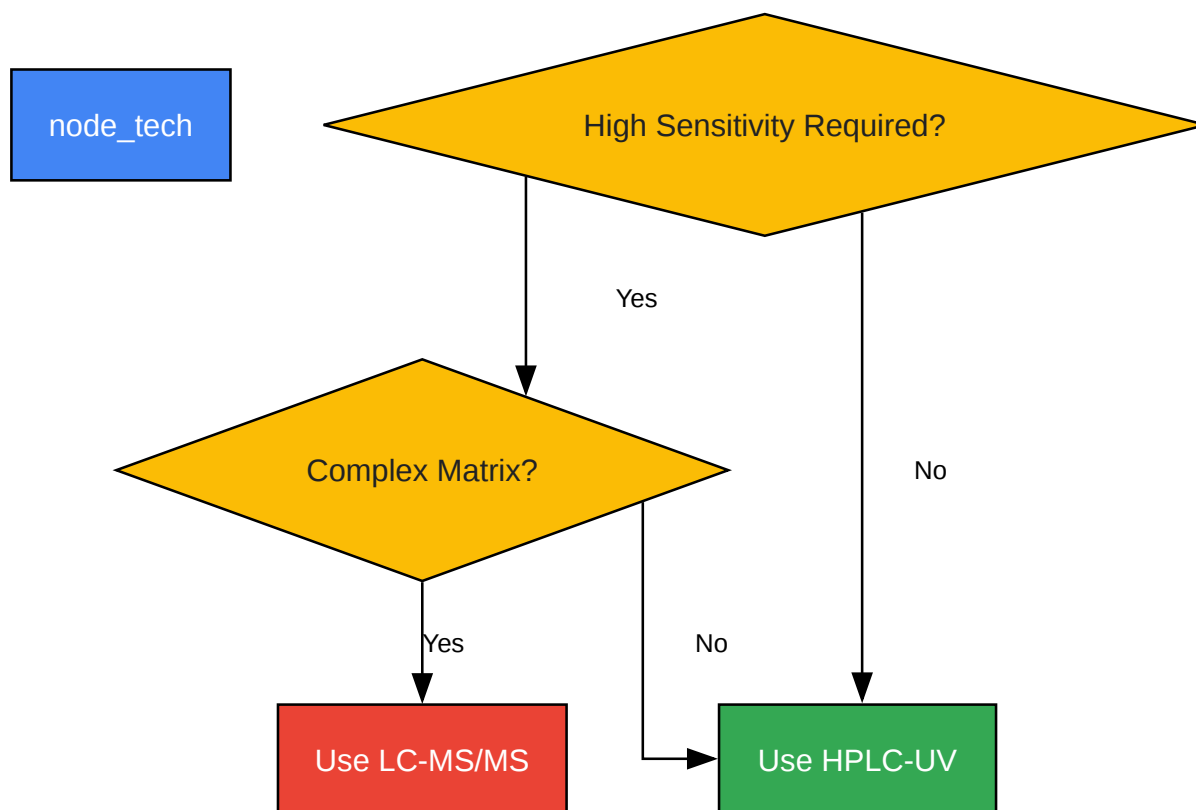 node_tech
High Sensitivity Required?
Yes
Complex Matrix?
No
Yes
No
Use LC-MS/MS
Use HPLC-UV